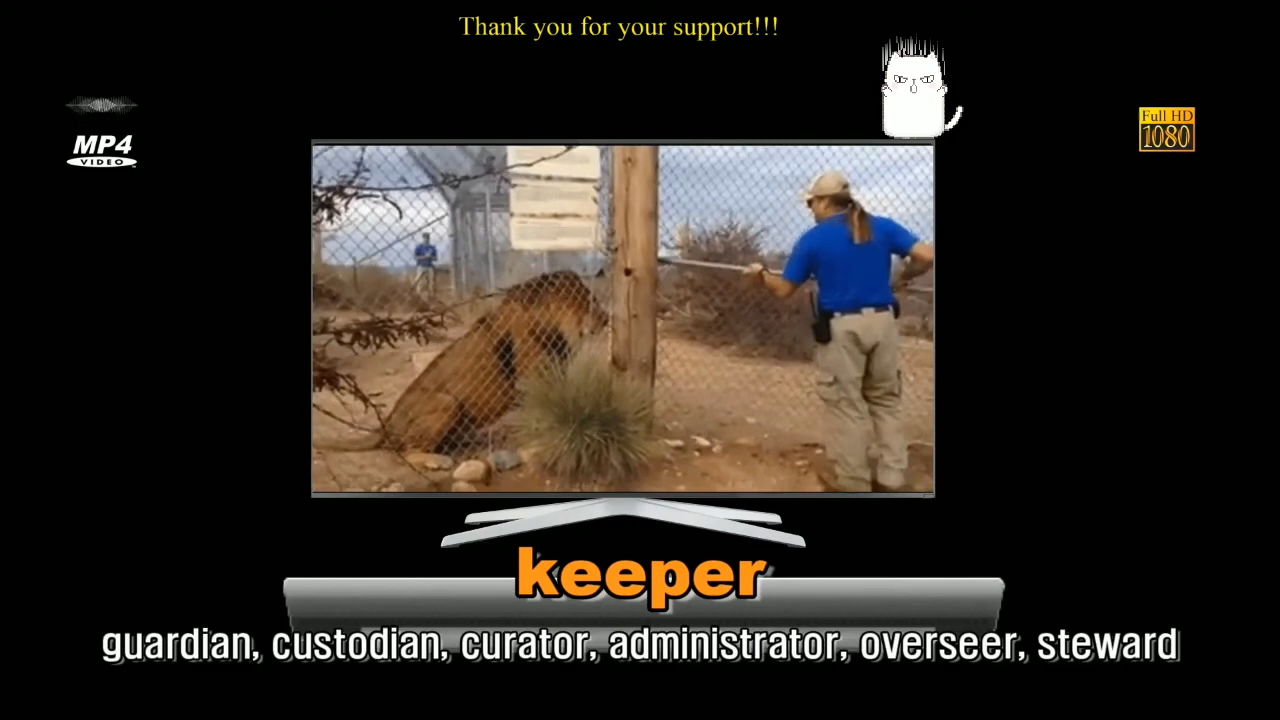 Thank you for your support!!!
MP4
VIDEO
Full HD
1080
keeper
guardian, custodian, curator, administrator, overseer, steward